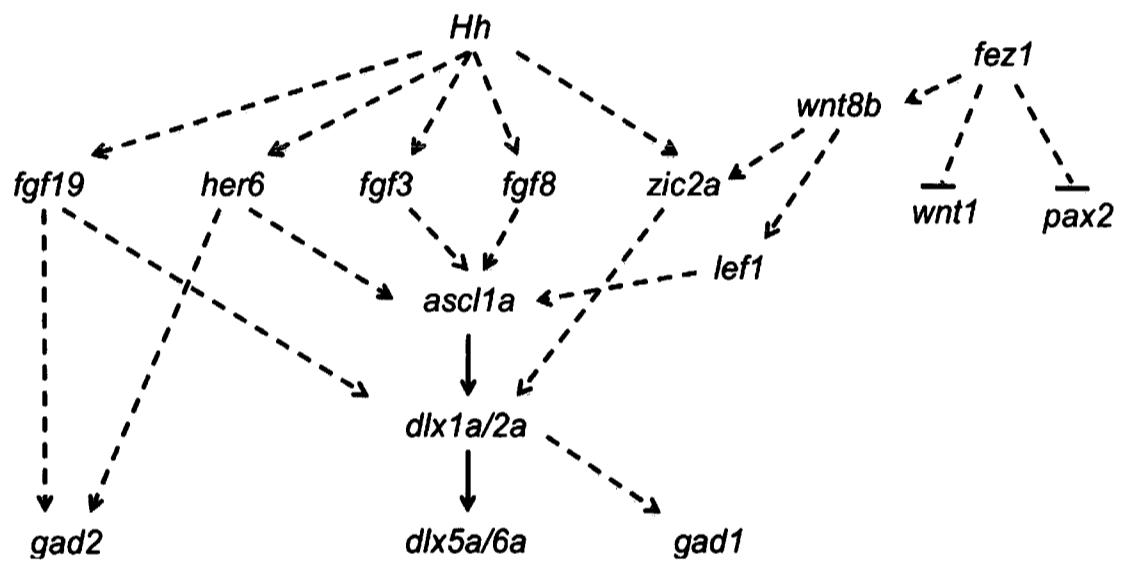 Hh
fez1
wnt8b
fgf19 her6 fgf3 fgf8 zic2a
wnt1 pax2
lef1
ascl1a
dlx1a/2a
gad2 dlx5a/6a gad1